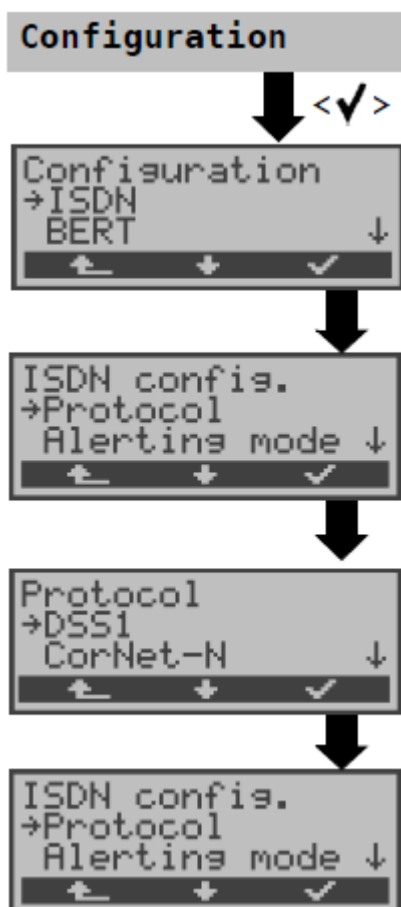 Configuration
<✓>
Configuration
→ISDN
BERT ↓
ISDN config.
→Protocol
Alerting mode ↓
Protocol
→DSS1
CorNet-N ↓
ISDN config.
→Protocol
Alerting mode ↓